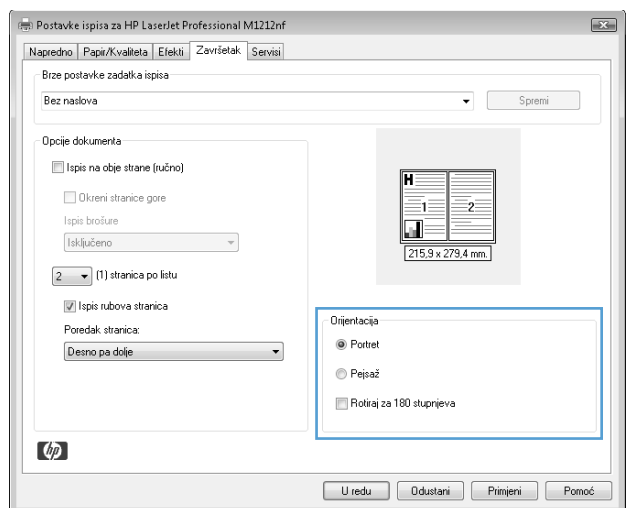 Postavke ispisa za HP LaserJet Professional M1212nf
Napredno Papir/Kvaliteta Efekti Završetak Servisi
Brze postavke zadatka ispisa
Bez naslova Spremi
Opcije dokumenta
Ispis na obje strane (ručno)
Okreni stranice gore
Ispis brošure
Isključeno
2 (1) stranica po listu
Ispis rubova stranica
Poredak stranica:
Desno pa dolje
H
1 2
215,9 x 279,4 mm.
Orijentacija
Portret
Pejsaž
Rotiraj za 180 stupnjeva
hp
U redu Odustani Primijeni Pomoć